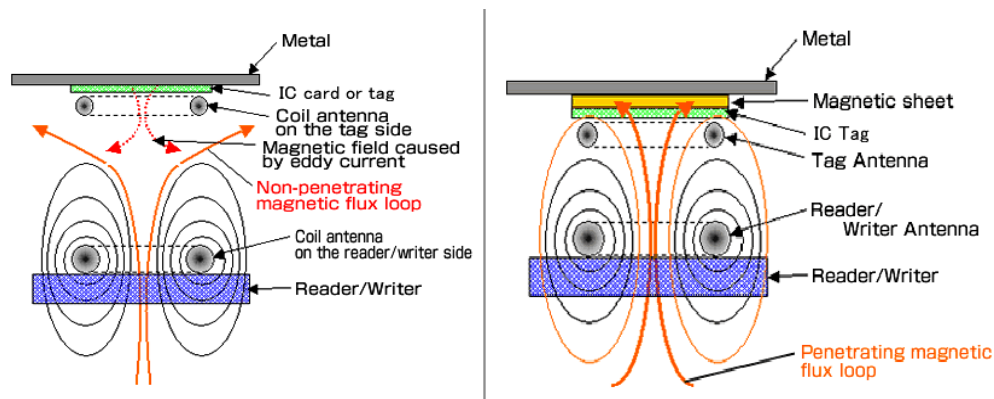 Metal
IC card or tag
Coil antenna
on the tag side
Magnetic field caused
by eddy current
Non-penetrating
magnetic flux loop
Coil antenna
on the reader/writer side
Reader/Writer
Metal
Magnetic sheet
IC Tag
Tag Antenna
Reader/
Writer Antenna
Reader/Writer
Penetrating magnetic
flux loop